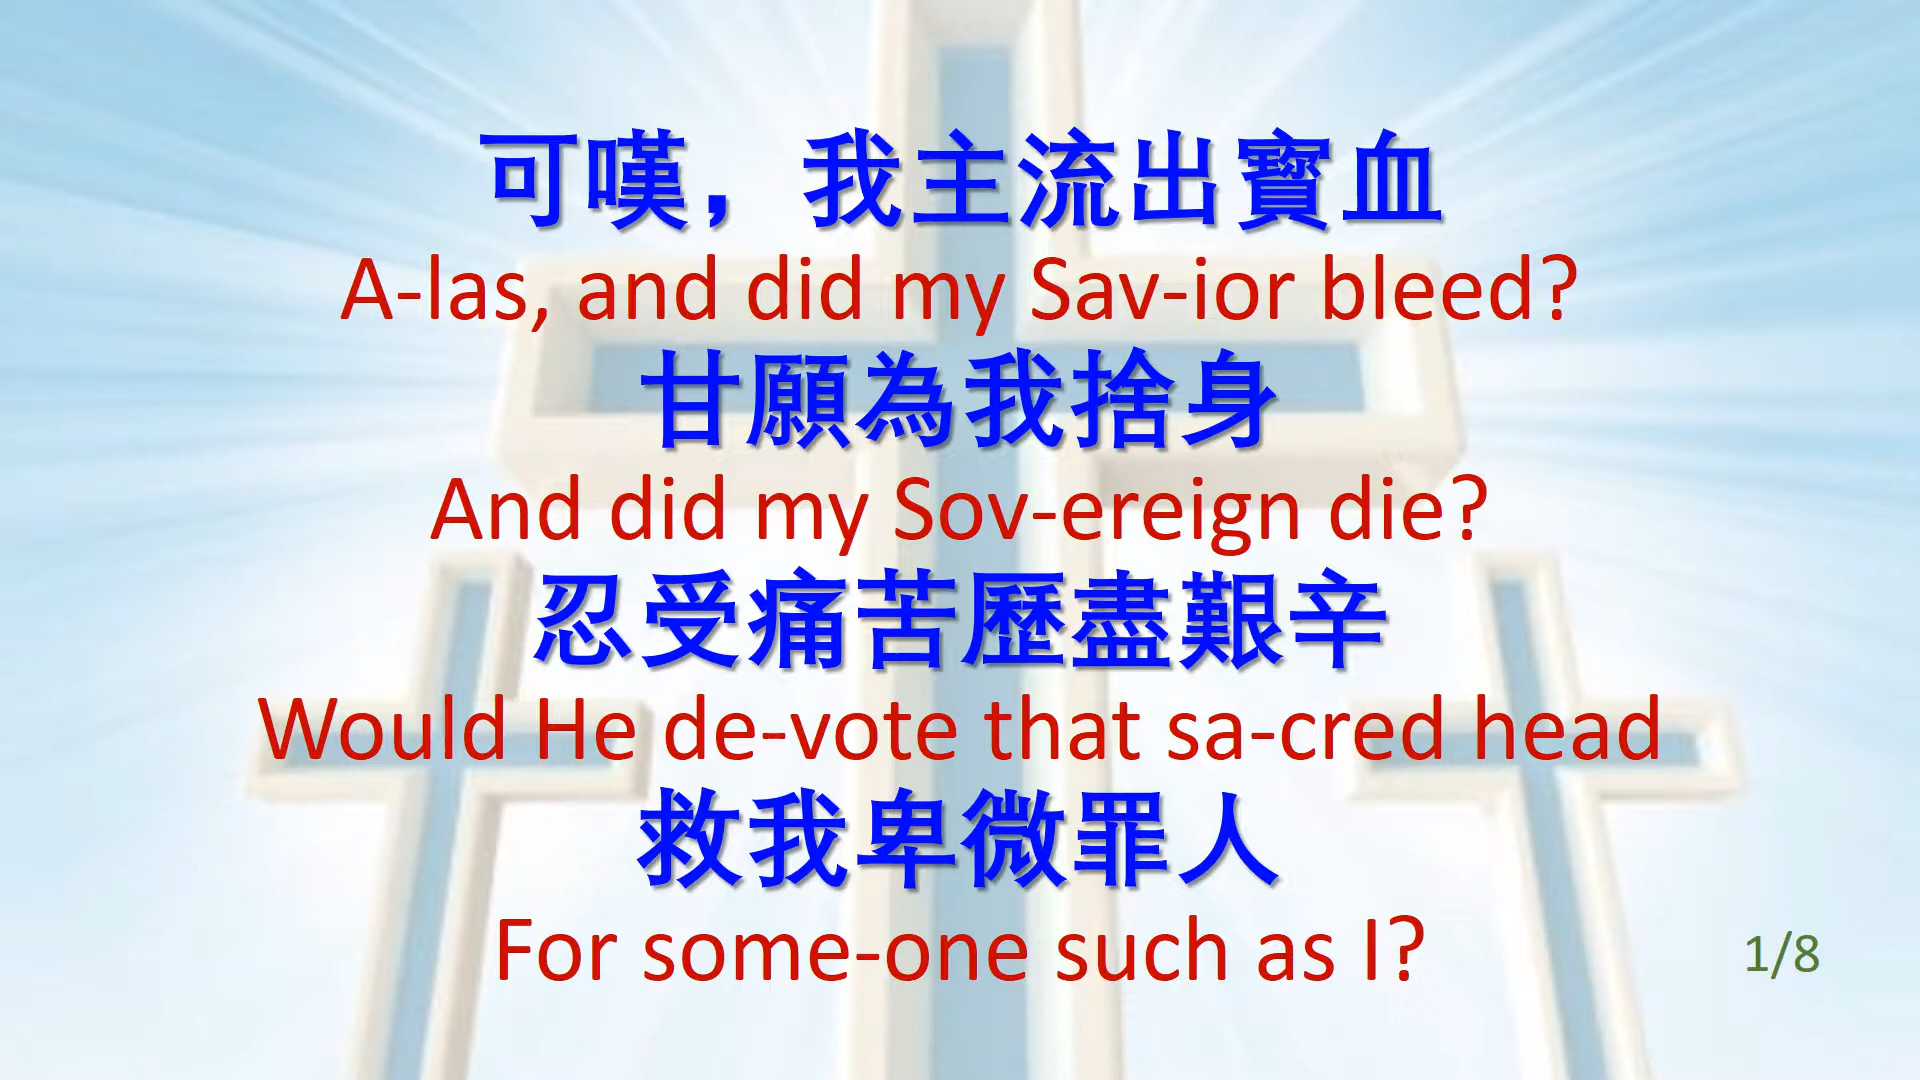 可嘆，我主流出寶血
A-las, and did my Sav-ior bleed?
甘願為我捨身
And did my Sov-ereign die?
忍受痛苦歷盡艱辛
Would He de-vote that sa-cred head
救我卑微罪人
For some-one such as I?
1/8